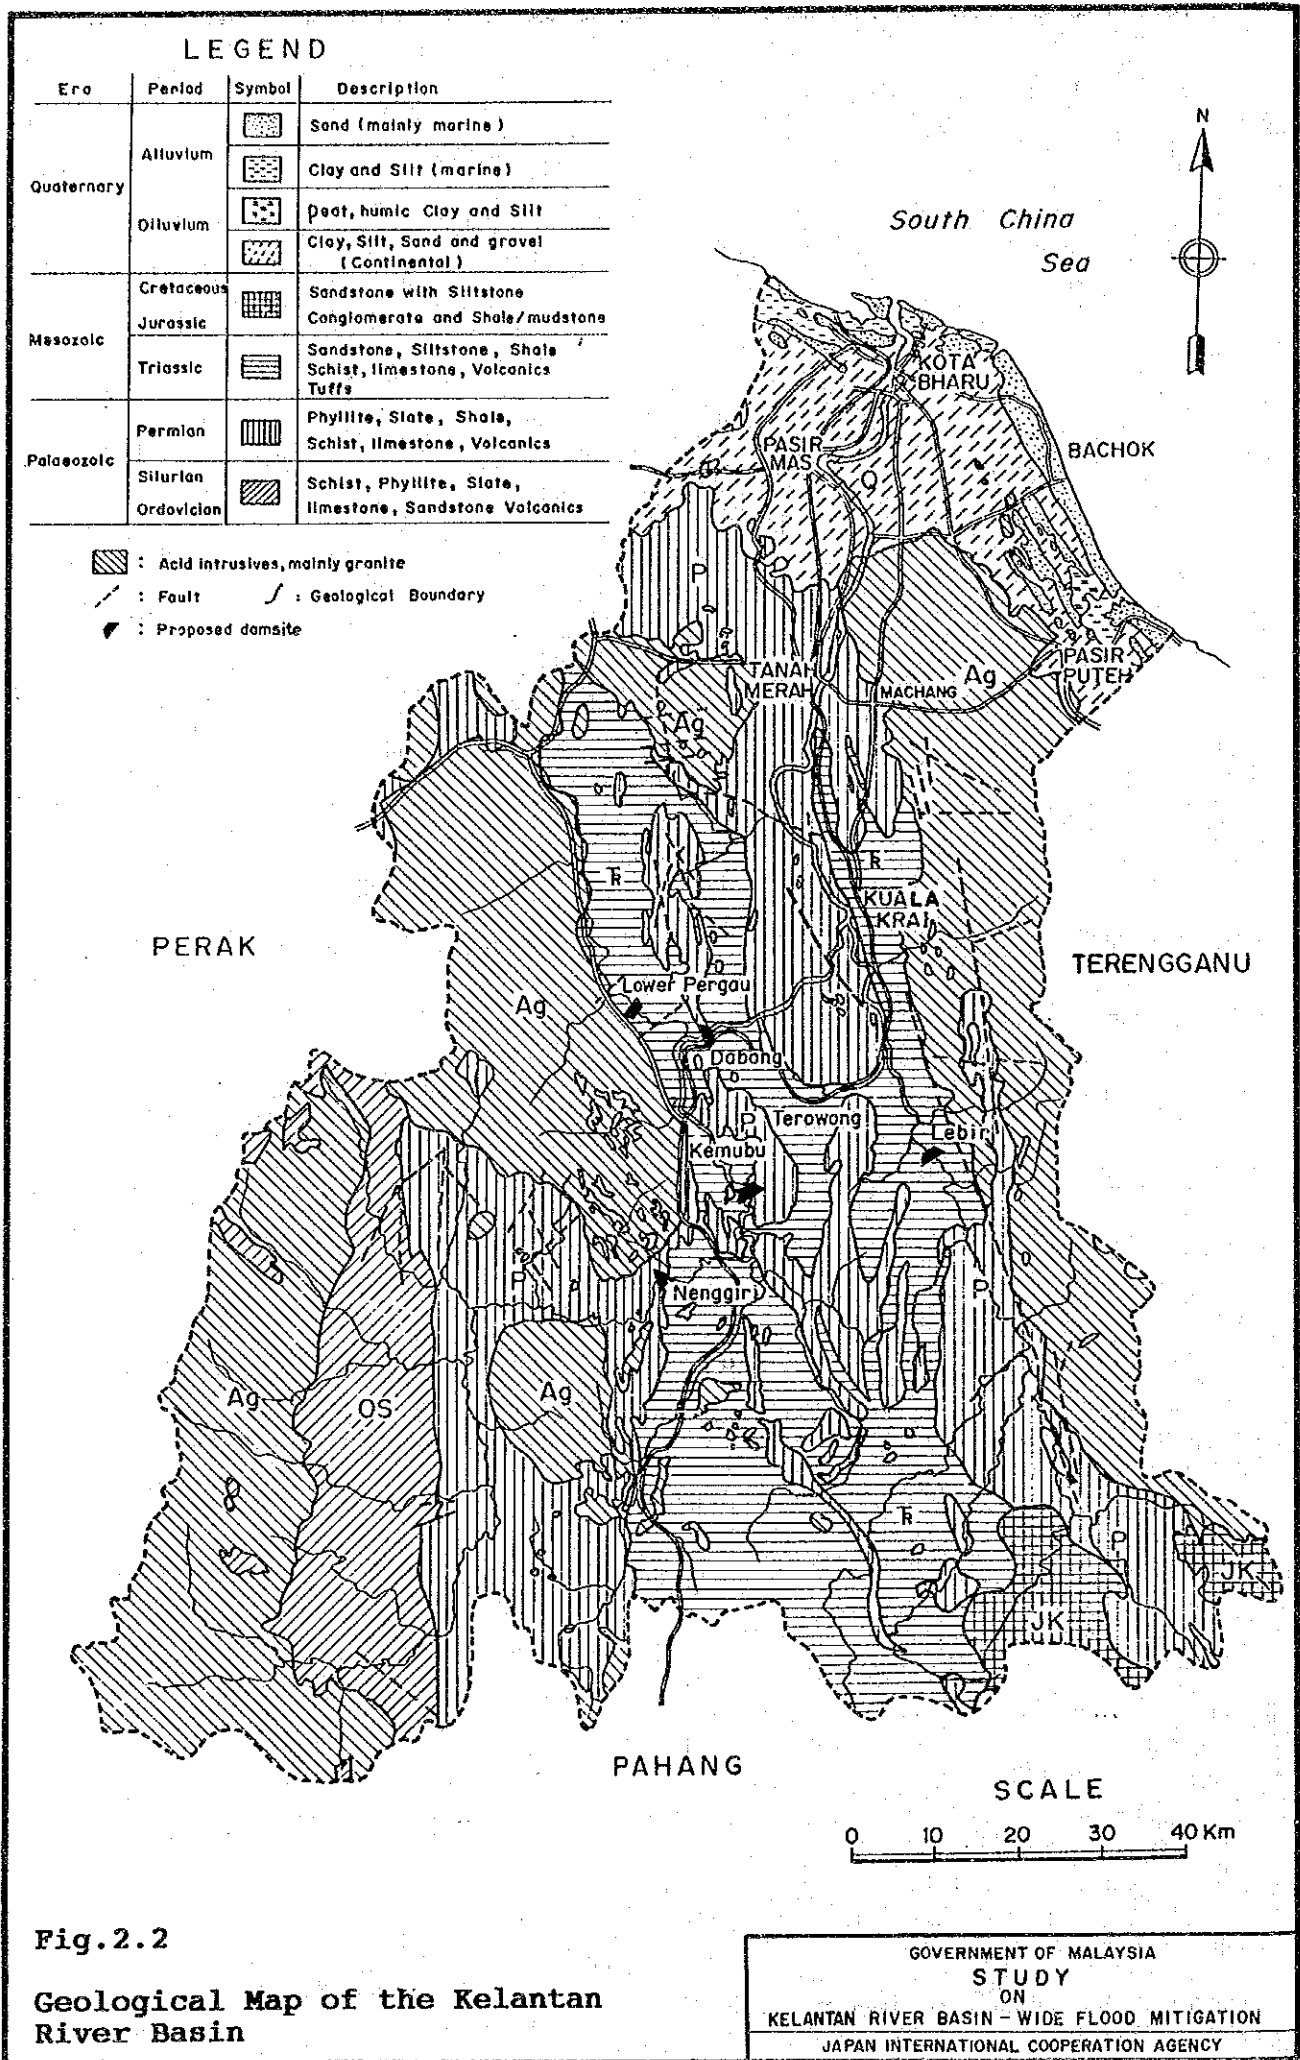 LEGEND
Era Period Symbol Description
Quaternary
Alluvium
Sand (mainly marine)
Clay and Silt (marine)
Diluvium
Peat, humic Clay and Silt
Clay, Silt, Sand and gravel
(Continental)
Mesozoic
Cretaceous
Jurassic
Sandstone with Siltstone
Conglomerate and Shale/mudstone
Triassic
Sandstone, Siltstone, Shale
Schist, limestone, Volcanics
Tuffs
Palaeozoic
Permian
Phyllite, Slate, Shale,
Schist, limestone, Volcanics
Silurian
Ordovician
Schist, Phyllite, Slate,
limestone, Sandstone Volcanics
: Acid intrusives, mainly granite
: Fault : Geological Boundary
: Proposed damsite
N
South China
Sea
KOTA
BHARU
PASIR
MAS
BACHOK
Q
P
TANAH
MERAH
MACHANG
Ag
PASIR
PUTEH
Ag
TR
TR
KUALA
KRAI
PERAK
TERENGGANU
Ag
Lower Pergau
Dabong
P
Terowong
Kemubu
Lebir
P
Nenggiri
P
Ag
OS
Ag
TR
P
JK
JK
PAHANG
SCALE
0 10 20 30 40 Km
Fig.2.2
Geological Map of the Kelantan
River Basin
GOVERNMENT OF MALAYSIA
STUDY
ON
KELANTAN RIVER BASIN - WIDE FLOOD MITIGATION
JAPAN INTERNATIONAL COOPERATION AGENCY